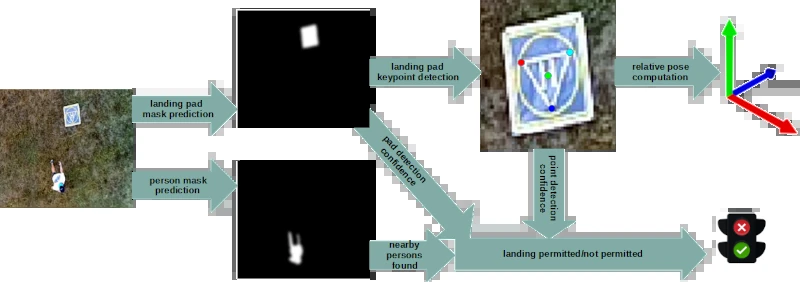 landing pad
mask prediction
landing pad
keypoint detection
relative pose
computation
person mask
prediction
pad detection
confidence
point detection
confidence
nearby
persons
found
landing permitted/not permitted